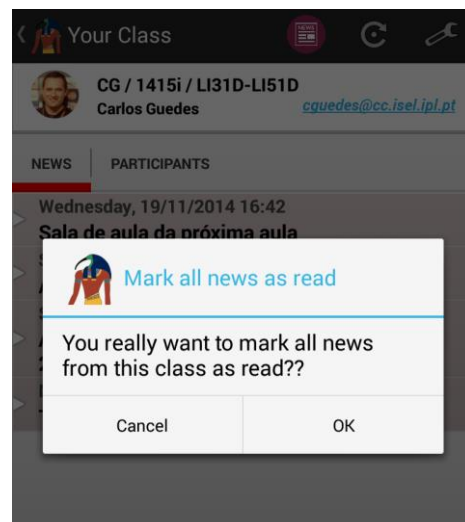 Your Class
NEWS
CG / 1415i / LI31D-LI51D
Carlos Guedes
cguedes@cc.isel.ipl.pt
NEWS
PARTICIPANTS
Wednesday, 19/11/2014 16:42
Sala de aula da próxima aula
Mark all news as read
You really want to mark all news
from this class as read??
Cancel
OK